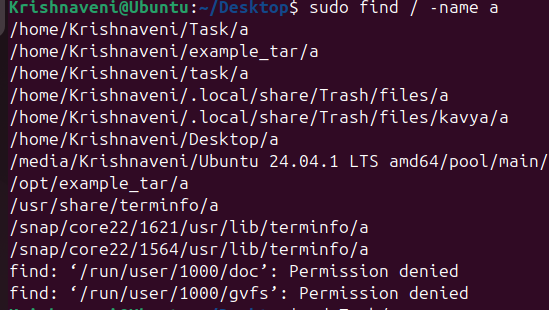 Krishnaveni@Ubuntu:~/Desktop$ sudo find / -name a
/home/Krishnaveni/Task/a
/home/Krishnaveni/example_tar/a
/home/Krishnaveni/task/a
/home/Krishnaveni/.local/share/Trash/files/a
/home/Krishnaveni/.local/share/Trash/files/kavya/a
/home/Krishnaveni/Desktop/a
/media/Krishnaveni/Ubuntu 24.04.1 LTS amd64/pool/main/
/opt/example_tar/a
/usr/share/terminfo/a
/snap/core22/1621/usr/lib/terminfo/a
/snap/core22/1564/usr/lib/terminfo/a
find: ‘/run/user/1000/doc’: Permission denied
find: ‘/run/user/1000/gvfs’: Permission denied